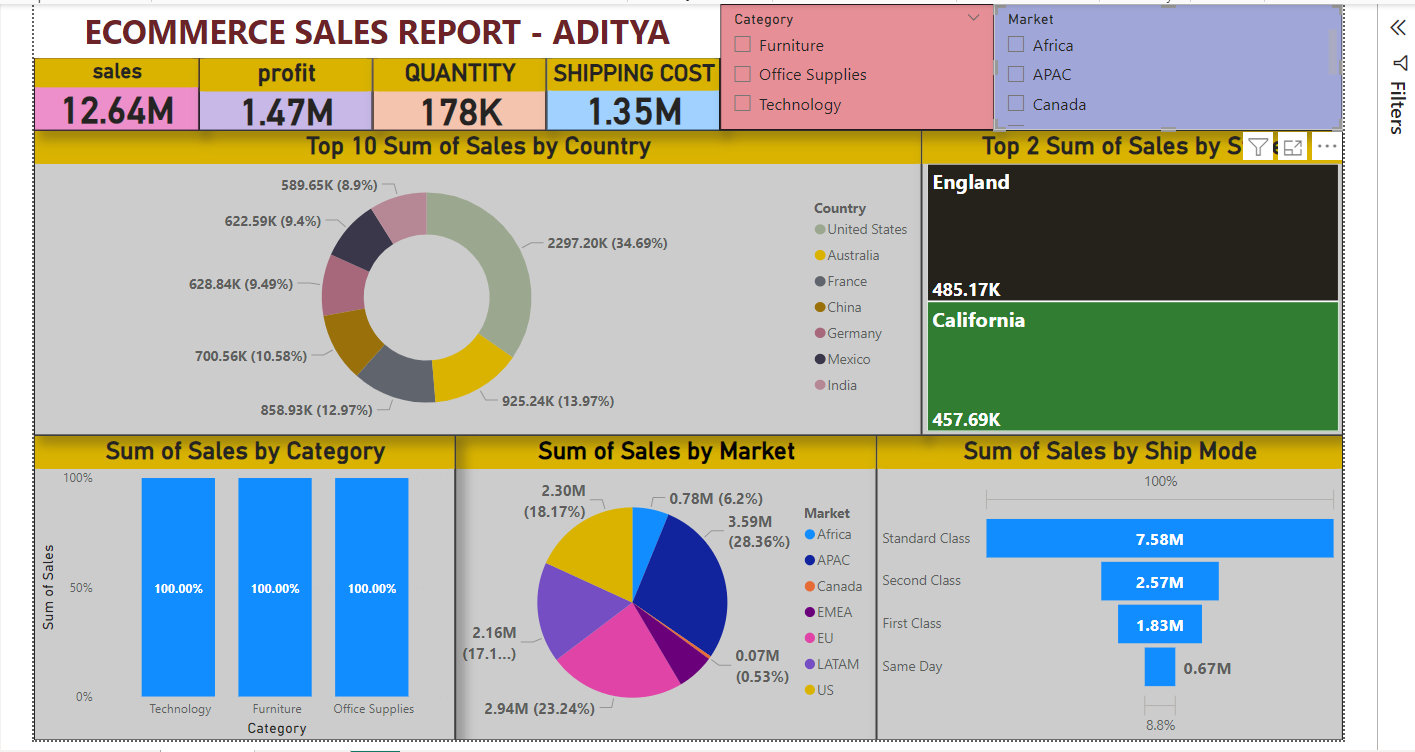 ECOMMERCE SALES REPORT - ADITYA
sales
12.64M
profit
1.47M
QUANTITY
178K
SHIPPING COST
1.35M
Category
Furniture
Office Supplies
Technology
Market
Africa
APAC
Canada
Filters
Top 10 Sum of Sales by Country
589.65K (8.9%)
622.59K (9.4%)
628.84K (9.49%)
700.56K (10.58%)
858.93K (12.97%)
2297.20K (34.69%)
925.24K (13.97%)
Country
United States
Australia
France
China
Germany
Mexico
India
Top 2 Sum of Sales by S
England
485.17K
California
457.69K
Sum of Sales by Category
100%
50%
0%
Sum of Sales
100.00%
100.00%
100.00%
Technology
Furniture
Office Supplies
Category
Sum of Sales by Market
2.30M
(18.17%)
0.78M (6.2%)
3.59M
(28.36%)
0.07M
(0.53%)
2.94M (23.24%)
2.16M
(17.1...)
Market
Africa
APAC
Canada
EMEA
EU
LATAM
US
Sum of Sales by Ship Mode
100%
Standard Class
7.58M
Second Class
2.57M
First Class
1.83M
Same Day
0.67M
8.8%